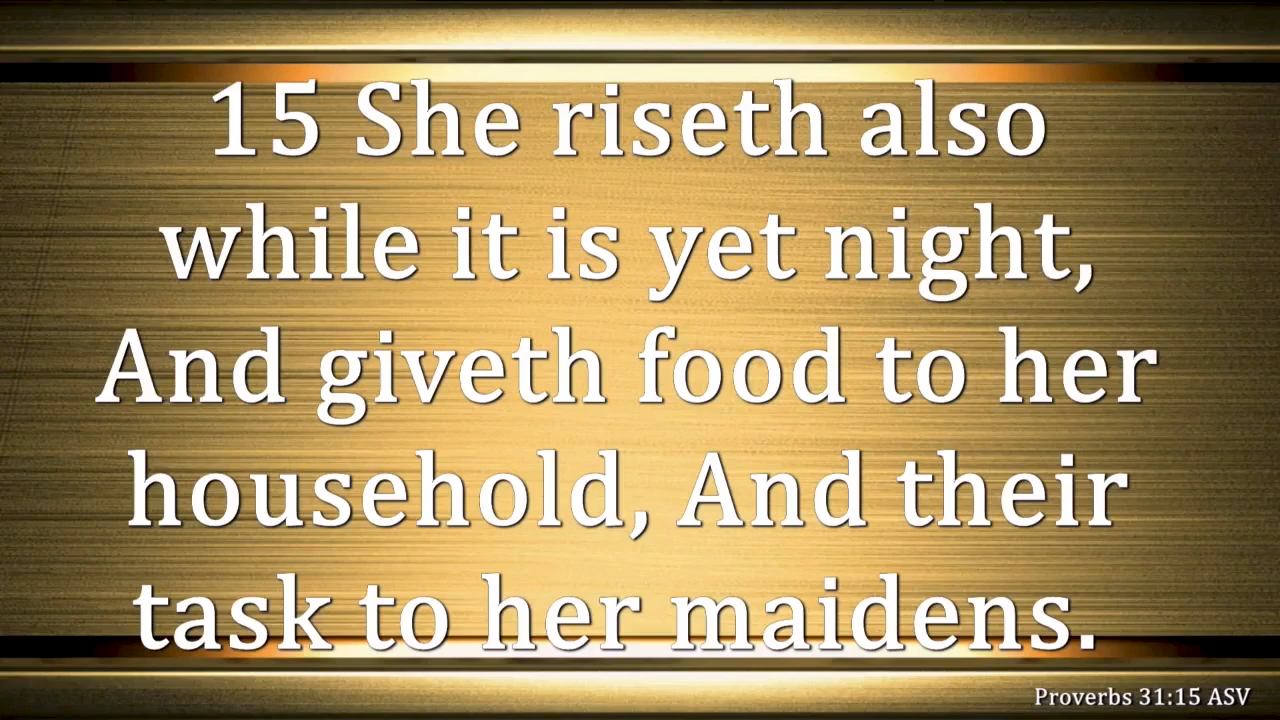 15 She riseth also
while it is yet night,
And giveth food to her
household, And their
task to her maidens.
Proverbs 31:15 ASV